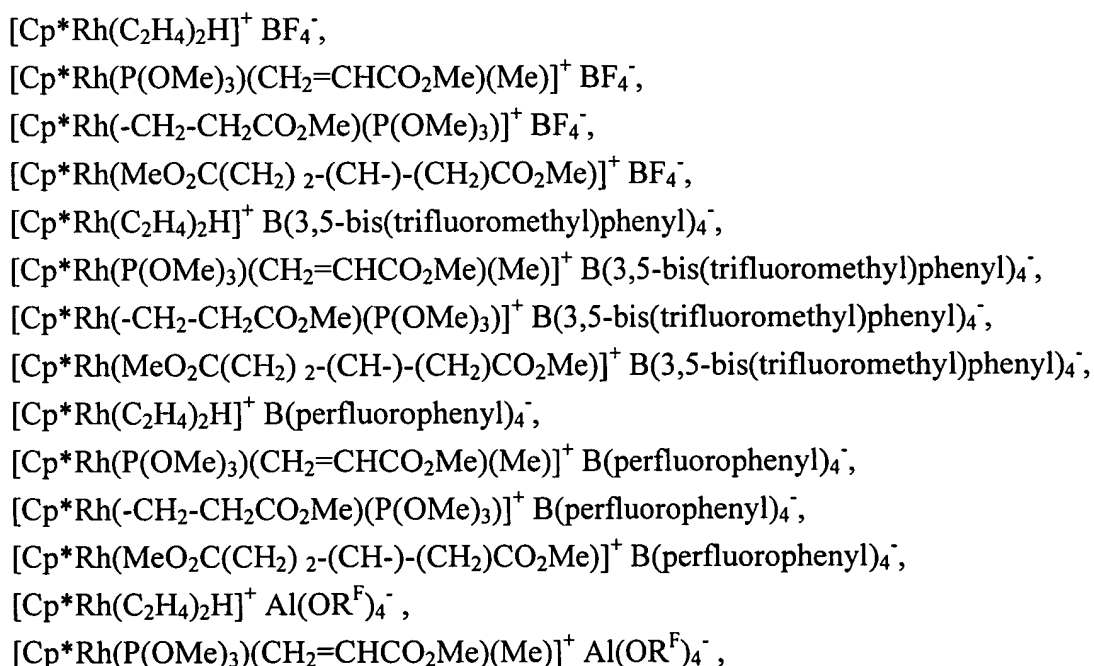 [Cp*Rh(C₂H₄)₂H]⁺ BF₄⁻,
[Cp*Rh(P(OMe)₃)(CH₂=CHCO₂Me)(Me)]⁺ BF₄⁻,
[Cp*Rh(-CH₂-CH₂CO₂Me)(P(OMe)₃)]⁺ BF₄⁻,
[Cp*Rh(MeO₂C(CH₂) ₂-(CH-)-(CH₂)CO₂Me)]⁺ BF₄⁻,
[Cp*Rh(C₂H₄)₂H]⁺ B(3,5-bis(trifluoromethyl)phenyl)₄⁻,
[Cp*Rh(P(OMe)₃)(CH₂=CHCO₂Me)(Me)]⁺ B(3,5-bis(trifluoromethyl)phenyl)₄⁻,
[Cp*Rh(-CH₂-CH₂CO₂Me)(P(OMe)₃)]⁺ B(3,5-bis(trifluoromethyl)phenyl)₄⁻,
[Cp*Rh(MeO₂C(CH₂) ₂-(CH-)-(CH₂)CO₂Me)]⁺ B(3,5-bis(trifluoromethyl)phenyl)₄⁻,
[Cp*Rh(C₂H₄)₂H]⁺ B(perfluorophenyl)₄⁻,
[Cp*Rh(P(OMe)₃)(CH₂=CHCO₂Me)(Me)]⁺ B(perfluorophenyl)₄⁻,
[Cp*Rh(-CH₂-CH₂CO₂Me)(P(OMe)₃)]⁺ B(perfluorophenyl)₄⁻,
[Cp*Rh(MeO₂C(CH₂) ₂-(CH-)-(CH₂)CO₂Me)]⁺ B(perfluorophenyl)₄⁻,
[Cp*Rh(C₂H₄)₂H]⁺ Al(ORᶠ)₄⁻ ,
[Cp*Rh(P(OMe)₃)(CH₂=CHCO₂Me)(Me)]⁺ Al(ORᶠ)₄⁻ ,